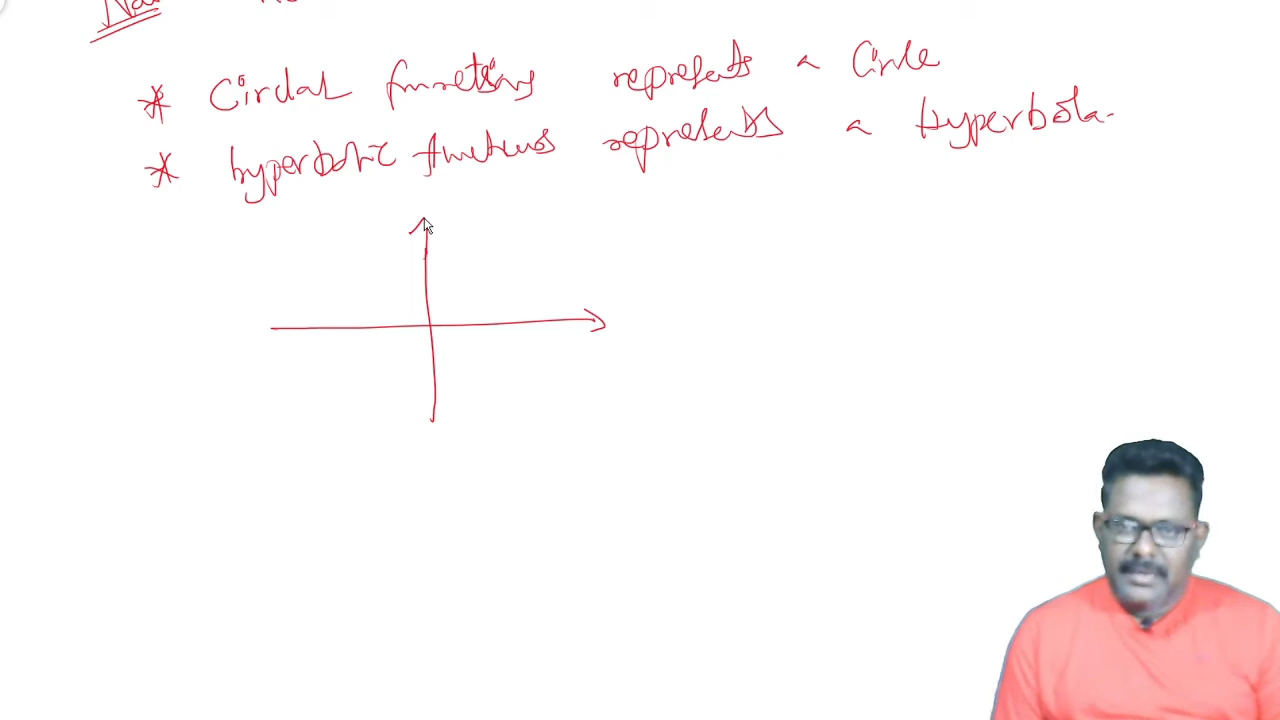 * Circular functions represents a Circle
* hyperbolic functions represents a Hyperbola.